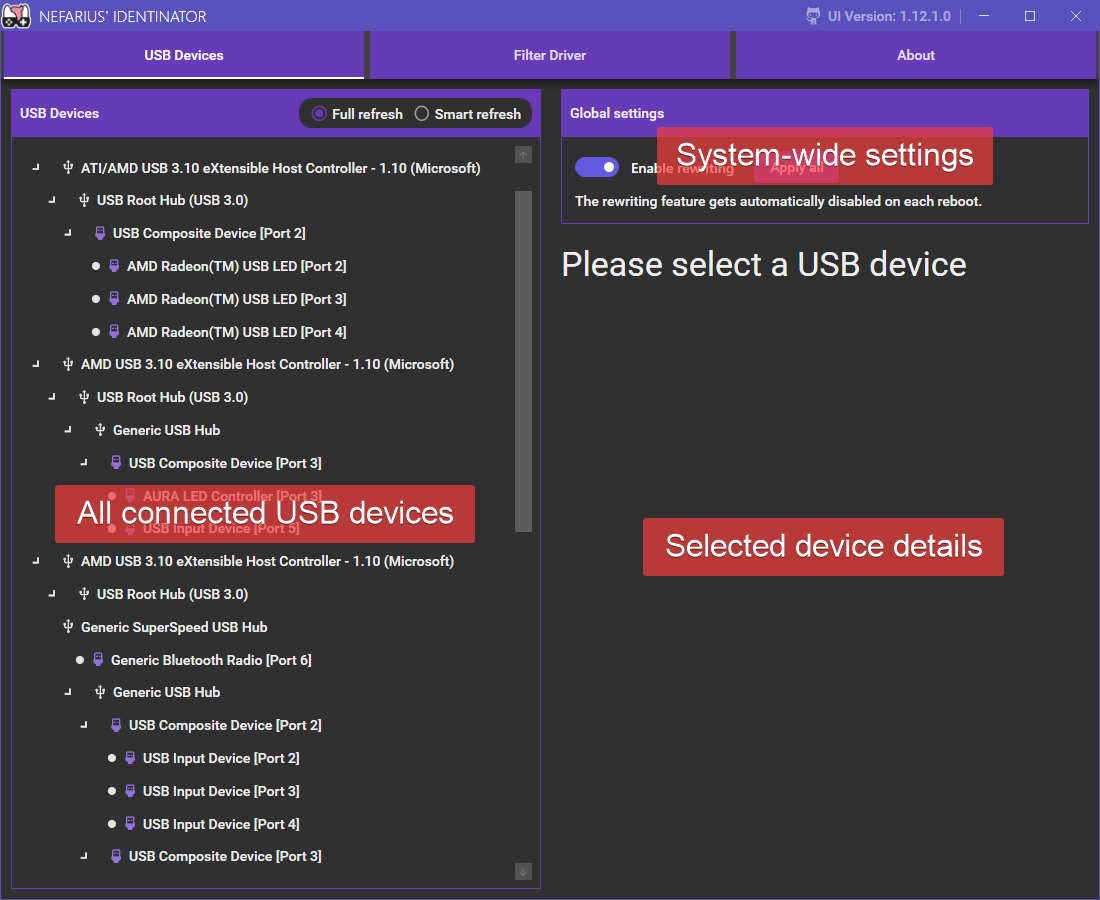 NEFARIUS' IDENTINATOR
UI Version: 1.12.1.0
USB Devices
Filter Driver
About
USB Devices
Full refresh
Smart refresh
ATI/AMD USB 3.10 eXtensible Host Controller - 1.10 (Microsoft)
USB Root Hub (USB 3.0)
USB Composite Device [Port 2]
AMD Radeon(TM) USB LED [Port 2]
AMD Radeon(TM) USB LED [Port 3]
AMD Radeon(TM) USB LED [Port 4]
AMD USB 3.10 eXtensible Host Controller - 1.10 (Microsoft)
USB Root Hub (USB 3.0)
Generic USB Hub
USB Composite Device [Port 3]
AURA LED Controller [Port 3]
All connected USB devices
USB Input Device [Port 5]
AMD USB 3.10 eXtensible Host Controller - 1.10 (Microsoft)
USB Root Hub (USB 3.0)
Generic SuperSpeed USB Hub
Generic Bluetooth Radio [Port 6]
Generic USB Hub
USB Composite Device [Port 2]
USB Input Device [Port 2]
USB Input Device [Port 3]
USB Input Device [Port 4]
USB Composite Device [Port 3]
Global settings
System-wide settings
Enable rewriting
Apply all
The rewriting feature gets automatically disabled on each reboot.
Please select a USB device
Selected device details